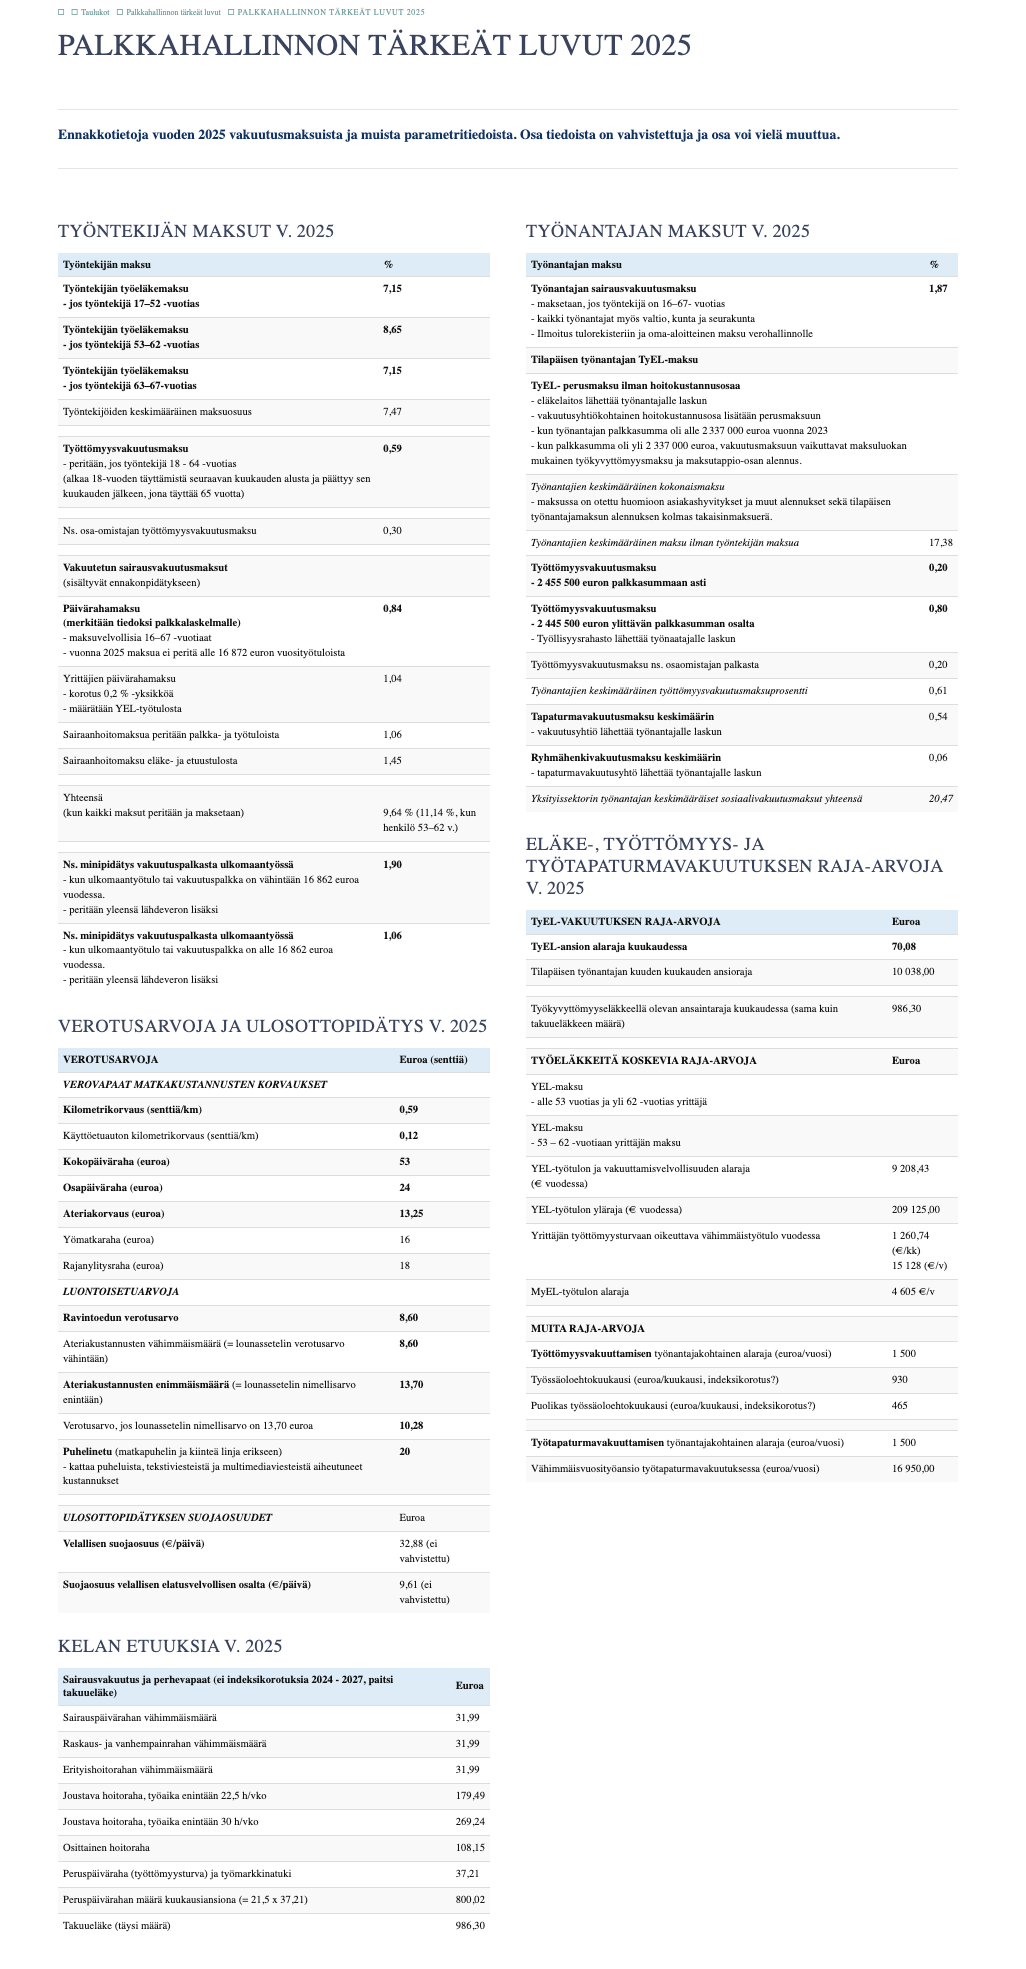 Taulukot Palkkahallinnon tärkeät luvut PALKKAHALLINNON TÄRKEÄT LUVUT 2025
PALKKAHALLINNON TÄRKEÄT LUVUT 2025
Ennakkotietoja vuoden 2025 vakuutusmaksuista ja muista parametritiedoista. Osa tiedoista on vahvistettuja ja osa voi vielä muuttua.
TYÖNTEKIJÄN MAKSUT V. 2025
Työntekijän maksu %
Työntekijän työeläkemaksu 7,15
- jos työntekijä 17–52 -vuotias
Työntekijän työeläkemaksu 8,65
- jos työntekijä 53–62 -vuotias
Työntekijän työeläkemaksu 7,15
- jos työntekijä 63–67-vuotias
Työntekijöiden keskimääräinen maksuosuus 7,47
Työttömyysvakuutusmaksu 0,59
- peritään, jos työntekijä 18 - 64 -vuotias
(alkaa 18-vuoden täyttämistä seuraavan kuukauden alusta ja päättyy sen
kuukauden jälkeen, jona täyttää 65 vuotta)
Ns. osa-omistajan työttömyysvakuutusmaksu 0,30
Vakuutetun sairausvakuutusmaksut
(sisältyvät ennakonpidätykseen)
Päivärahamaksu 0,84
(merkitään tiedoksi palkkalaskelmalle)
- maksuvelvollisia 16–67 -vuotiaat
- vuonna 2025 maksua ei peritä alle 16 872 euron vuosityötuloista
Yrittäjien päivärahamaksu 1,04
- korotus 0,2 % -yksikköä
- määrätään YEL-työtulosta
Sairaanhoitomaksua peritään palkka- ja työtuloista 1,06
Sairaanhoitomaksu eläke- ja etuustulosta 1,45
Yhteensä
(kun kaikki maksut peritään ja maksetaan) 9,64 % (11,14 %, kun
henkilö 53–62 v.)
Ns. minipidätys vakuutuspalkasta ulkomaantyössä 1,90
- kun ulkomaantyötulo tai vakuutuspalkka on vähintään 16 862 euroa
vuodessa.
- peritään yleensä lähdeveron lisäksi
Ns. minipidätys vakuutuspalkasta ulkomaantyössä 1,06
- kun ulkomaantyötulo tai vakuutuspalkka on alle 16 862 euroa
vuodessa.
- peritään yleensä lähdeveron lisäksi
VEROTUSARVOJA JA ULOSOTTOPIDÄTYS V. 2025
VEROTUSARVOJA Euroa (senttiä)
VEROVAPAAT MATKAKUSTANNUSTEN KORVAUKSET
Kilometrikorvaus (senttiä/km) 0,59
Käyttöetuauton kilometrikorvaus (senttiä/km) 0,12
Kokopäiväraha (euroa) 53
Osapäiväraha (euroa) 24
Ateriakorvaus (euroa) 13,25
Yömatkaraha (euroa) 16
Rajanylitysraha (euroa) 18
LUONTOISETUARVOJA
Ravintoedun verotusarvo 8,60
Ateriakustannusten vähimmäismäärä (= lounassetelin verotusarvo 8,60
vähintään)
Ateriakustannusten enimmäismäärä (= lounassetelin nimellisarvo 13,70
enintään)
Verotusarvo, jos lounassetelin nimellisarvo on 13,70 euroa 10,28
Puhelinetu (matkapuhelin ja kiinteä linja erikseen) 20
- kattaa puheluista, tekstiviesteistä ja multimediaviesteistä aiheutuneet
kustannukset
ULOSOTTOPIDÄTYKSEN SUOJAOSUUDET Euroa
Velallisen suojaosuus (€/päivä) 32,88 (ei
vahvistettu)
Suojaosuus velallisen elatusvelvollisen osalta (€/päivä) 9,61 (ei
vahvistettu)
KELAN ETUUKSIA V. 2025
Sairausvakuutus ja perhevapaat (ei indeksikorotuksia 2024 - 2027, paitsi Euroa
takuueläke)
Sairauspäivärahan vähimmäismäärä 31,99
Raskaus- ja vanhempainrahan vähimmäismäärä 31,99
Erityishoitorahan vähimmäismäärä 31,99
Joustava hoitoraha, työaika enintään 22,5 h/vko 179,49
Joustava hoitoraha, työaika enintään 30 h/vko 269,24
Osittainen hoitoraha 108,15
Peruspäiväraha (työttömyysturva) ja työmarkkinatuki 37,21
Peruspäivärahan määrä kuukausiansiona (= 21,5 x 37,21) 800,02
Takuueläke (täysi määrä) 986,30
TYÖNANTAJAN MAKSUT V. 2025
Työnantajan maksu %
Työnantajan sairausvakuutusmaksu 1,87
- maksetaan, jos työntekijä on 16–67- vuotias
- kaikki työnantajat myös valtio, kunta ja seurakunta
- Ilmoitus tulorekisteriin ja oma-aloitteinen maksu verohallinnolle
Tilapäisen työnantajan TyEL-maksu
TyEL- perusmaksu ilman hoitokustannusosaa
- eläkelaitos lähettää työnantajalle laskun
- vakuutusyhtiökohtainen hoitokustannusosa lisätään perusmaksuun
- kun työnantajan palkkasumma oli alle 2 337 000 euroa vuonna 2023
- kun palkkasumma oli yli 2 337 000 euroa, vakuutusmaksuun vaikuttavat maksuluokan
mukainen työkyvyttömyysmaksu ja maksutappio-osan alennus.
Työnantajien keskimääräinen kokonaismaksu
- maksussa on otettu huomioon asiakashyvitykset ja muut alennukset sekä tilapäisen
työnantajamaksun alennuksen kolmas takaisinmaksuerä.
Työnantajien keskimääräinen maksu ilman työntekijän maksua 17,38
Työttömyysvakuutusmaksu 0,20
- 2 455 500 euron palkkasummaan asti
Työttömyysvakuutusmaksu 0,80
- 2 445 500 euron ylittävän palkkasumman osalta
- Työllisyysrahasto lähettää työnaatajalle laskun
Työttömyysvakuutusmaksu ns. osaomistajan palkasta 0,20
Työnantajien keskimääräinen työttömyysvakuutusmaksuprosentti 0,61
Tapaturmavakuutusmaksu keskimäärin 0,54
- vakuutusyhtiö lähettää työnantajalle laskun
Ryhmähenkivakuutusmaksu keskimäärin 0,06
- tapaturmavakuutusyhtö lähettää työnantajalle laskun
Yksityissektorin työnantajan keskimääräiset sosiaalivakuutusmaksut yhteensä 20,47
ELÄKE-, TYÖTTÖMYYS- JA
TYÖTAPATURMAVAKUUTUKSEN RAJA-ARVOJA
V. 2025
TyEL-VAKUUTUKSEN RAJA-ARVOJA Euroa
TyEL-ansion alaraja kuukaudessa 70,08
Tilapäisen työnantajan kuuden kuukauden ansioraja 10 038,00
Työkyvyttömyyseläkkeellä olevan ansaintaraja kuukaudessa (sama kuin 986,30
takuueläkkeen määrä)
TYÖELÄKKEITÄ KOSKEVIA RAJA-ARVOJA Euroa
YEL-maksu
- alle 53 vuotias ja yli 62 -vuotias yrittäjä
YEL-maksu
- 53 – 62 -vuotiaan yrittäjän maksu
YEL-työtulon ja vakuuttamisvelvollisuuden alaraja 9 208,43
(€ vuodessa)
YEL-työtulon yläraja (€ vuodessa) 209 125,00
Yrittäjän työttömyysturvaan oikeuttava vähimmäistyötulo vuodessa 1 260,74
(€/kk)
15 128 (€/v)
MyEL-työtulon alaraja 4 605 €/v
MUITA RAJA-ARVOJA
Työttömyysvakuuttamisen työnantajakohtainen alaraja (euroa/vuosi) 1 500
Työssäoloehtokuukausi (euroa/kuukausi, indeksikorotus?) 930
Puolikas työssäoloehtokuukausi (euroa/kuukausi, indeksikorotus?) 465
Työtapaturmavakuuttamisen työnantajakohtainen alaraja (euroa/vuosi) 1 500
Vähimmäisvuosityöansio työtapaturmavakuutuksessa (euroa/vuosi) 16 950,00